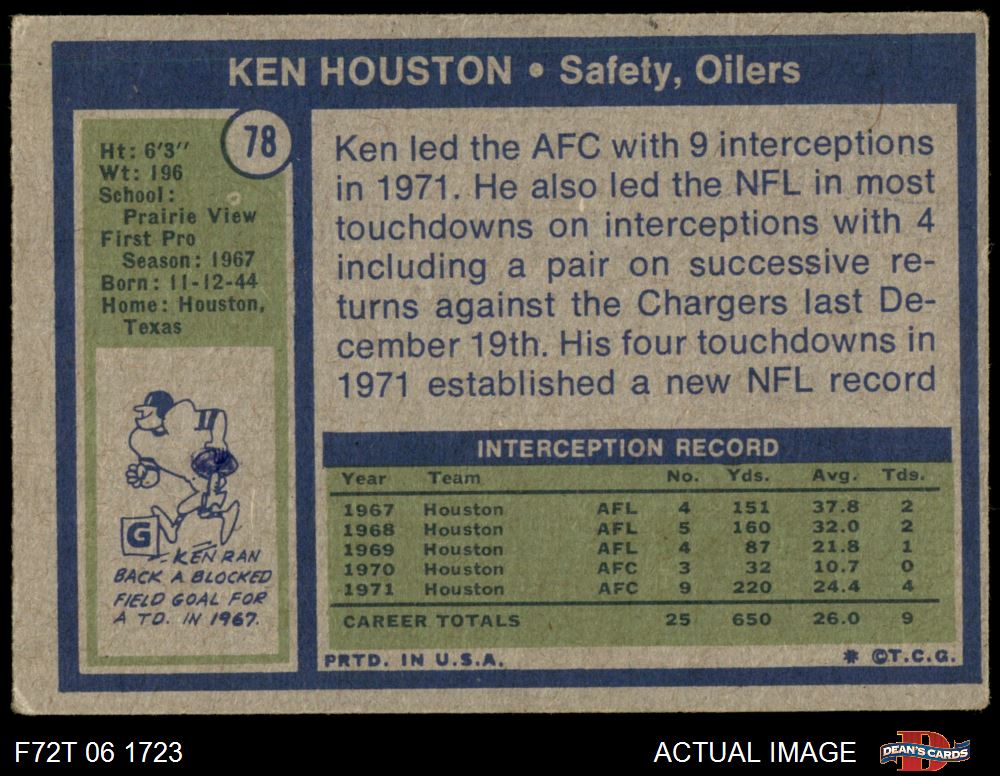 KEN HOUSTON • Safety, Oilers
78
Ht: 6'3"
Wt: 196
School:
Prairie View
First Pro
Season: 1967
Born: 11-12-44
Home: Houston,
Texas
G
KEN RAN
BACK A BLOCKED
FIELD GOAL FOR
A TD. IN 1967.
Ken led the AFC with 9 interceptions
in 1971. He also led the NFL in most
touchdowns on interceptions with 4
including a pair on successive re-
turns against the Chargers last De-
cember 19th. His four touchdowns in
1971 established a new NFL record
INTERCEPTION RECORD
Year Team No. Yds. Avg. Tds.
1967 Houston AFL 4 151 37.8 2
1968 Houston AFL 5 160 32.0 2
1969 Houston AFL 4 87 21.8 1
1970 Houston AFC 3 32 10.7 0
1971 Houston AFC 9 220 24.4 4
CAREER TOTALS 25 650 26.0 9
PRTD. IN U.S.A. * ©T.C.G.
F72T 06 1723 ACTUAL IMAGE D DEAN'S CARDS